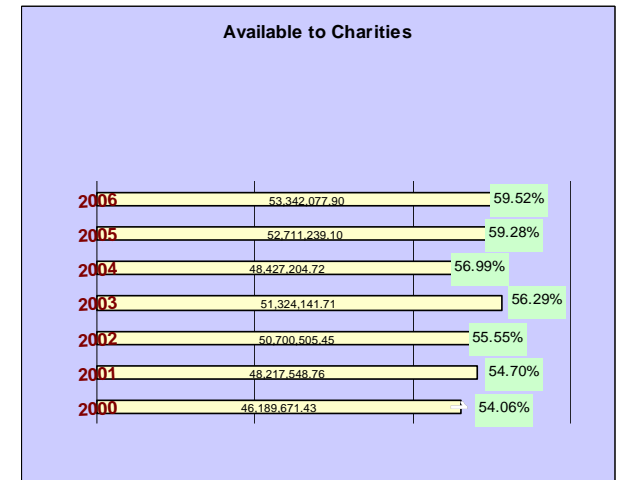 Available to Charities
2006 53,342,077.90 59.52%
2005 52,711,239.10 59.28%
2004 48,427,204.72 56.99%
2003 51,324,141.71 56.29%
2002 50,700,505.45 55.55%
2001 48,217,548.76 54.70%
2000 46,189,671.43 54.06%